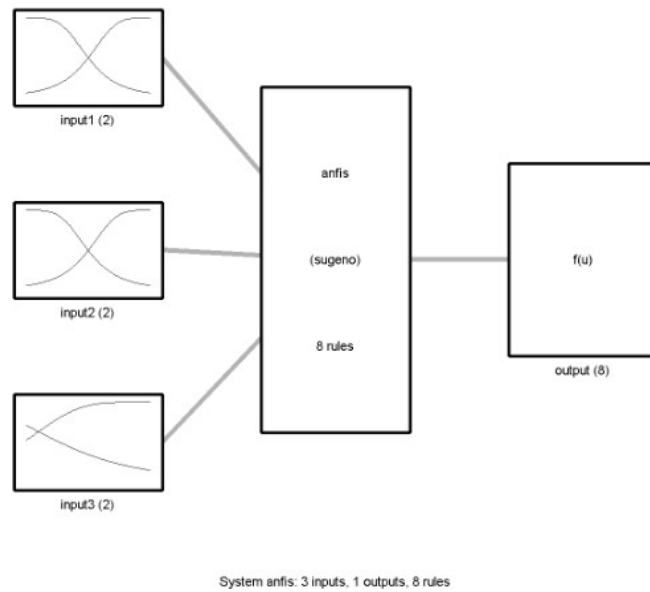 input1 (2)
anfis
input2 (2)
(sugeno)
f(u)
8 rules
output (8)
input3 (2)
System anfis: 3 inputs, 1 outputs, 8 rules